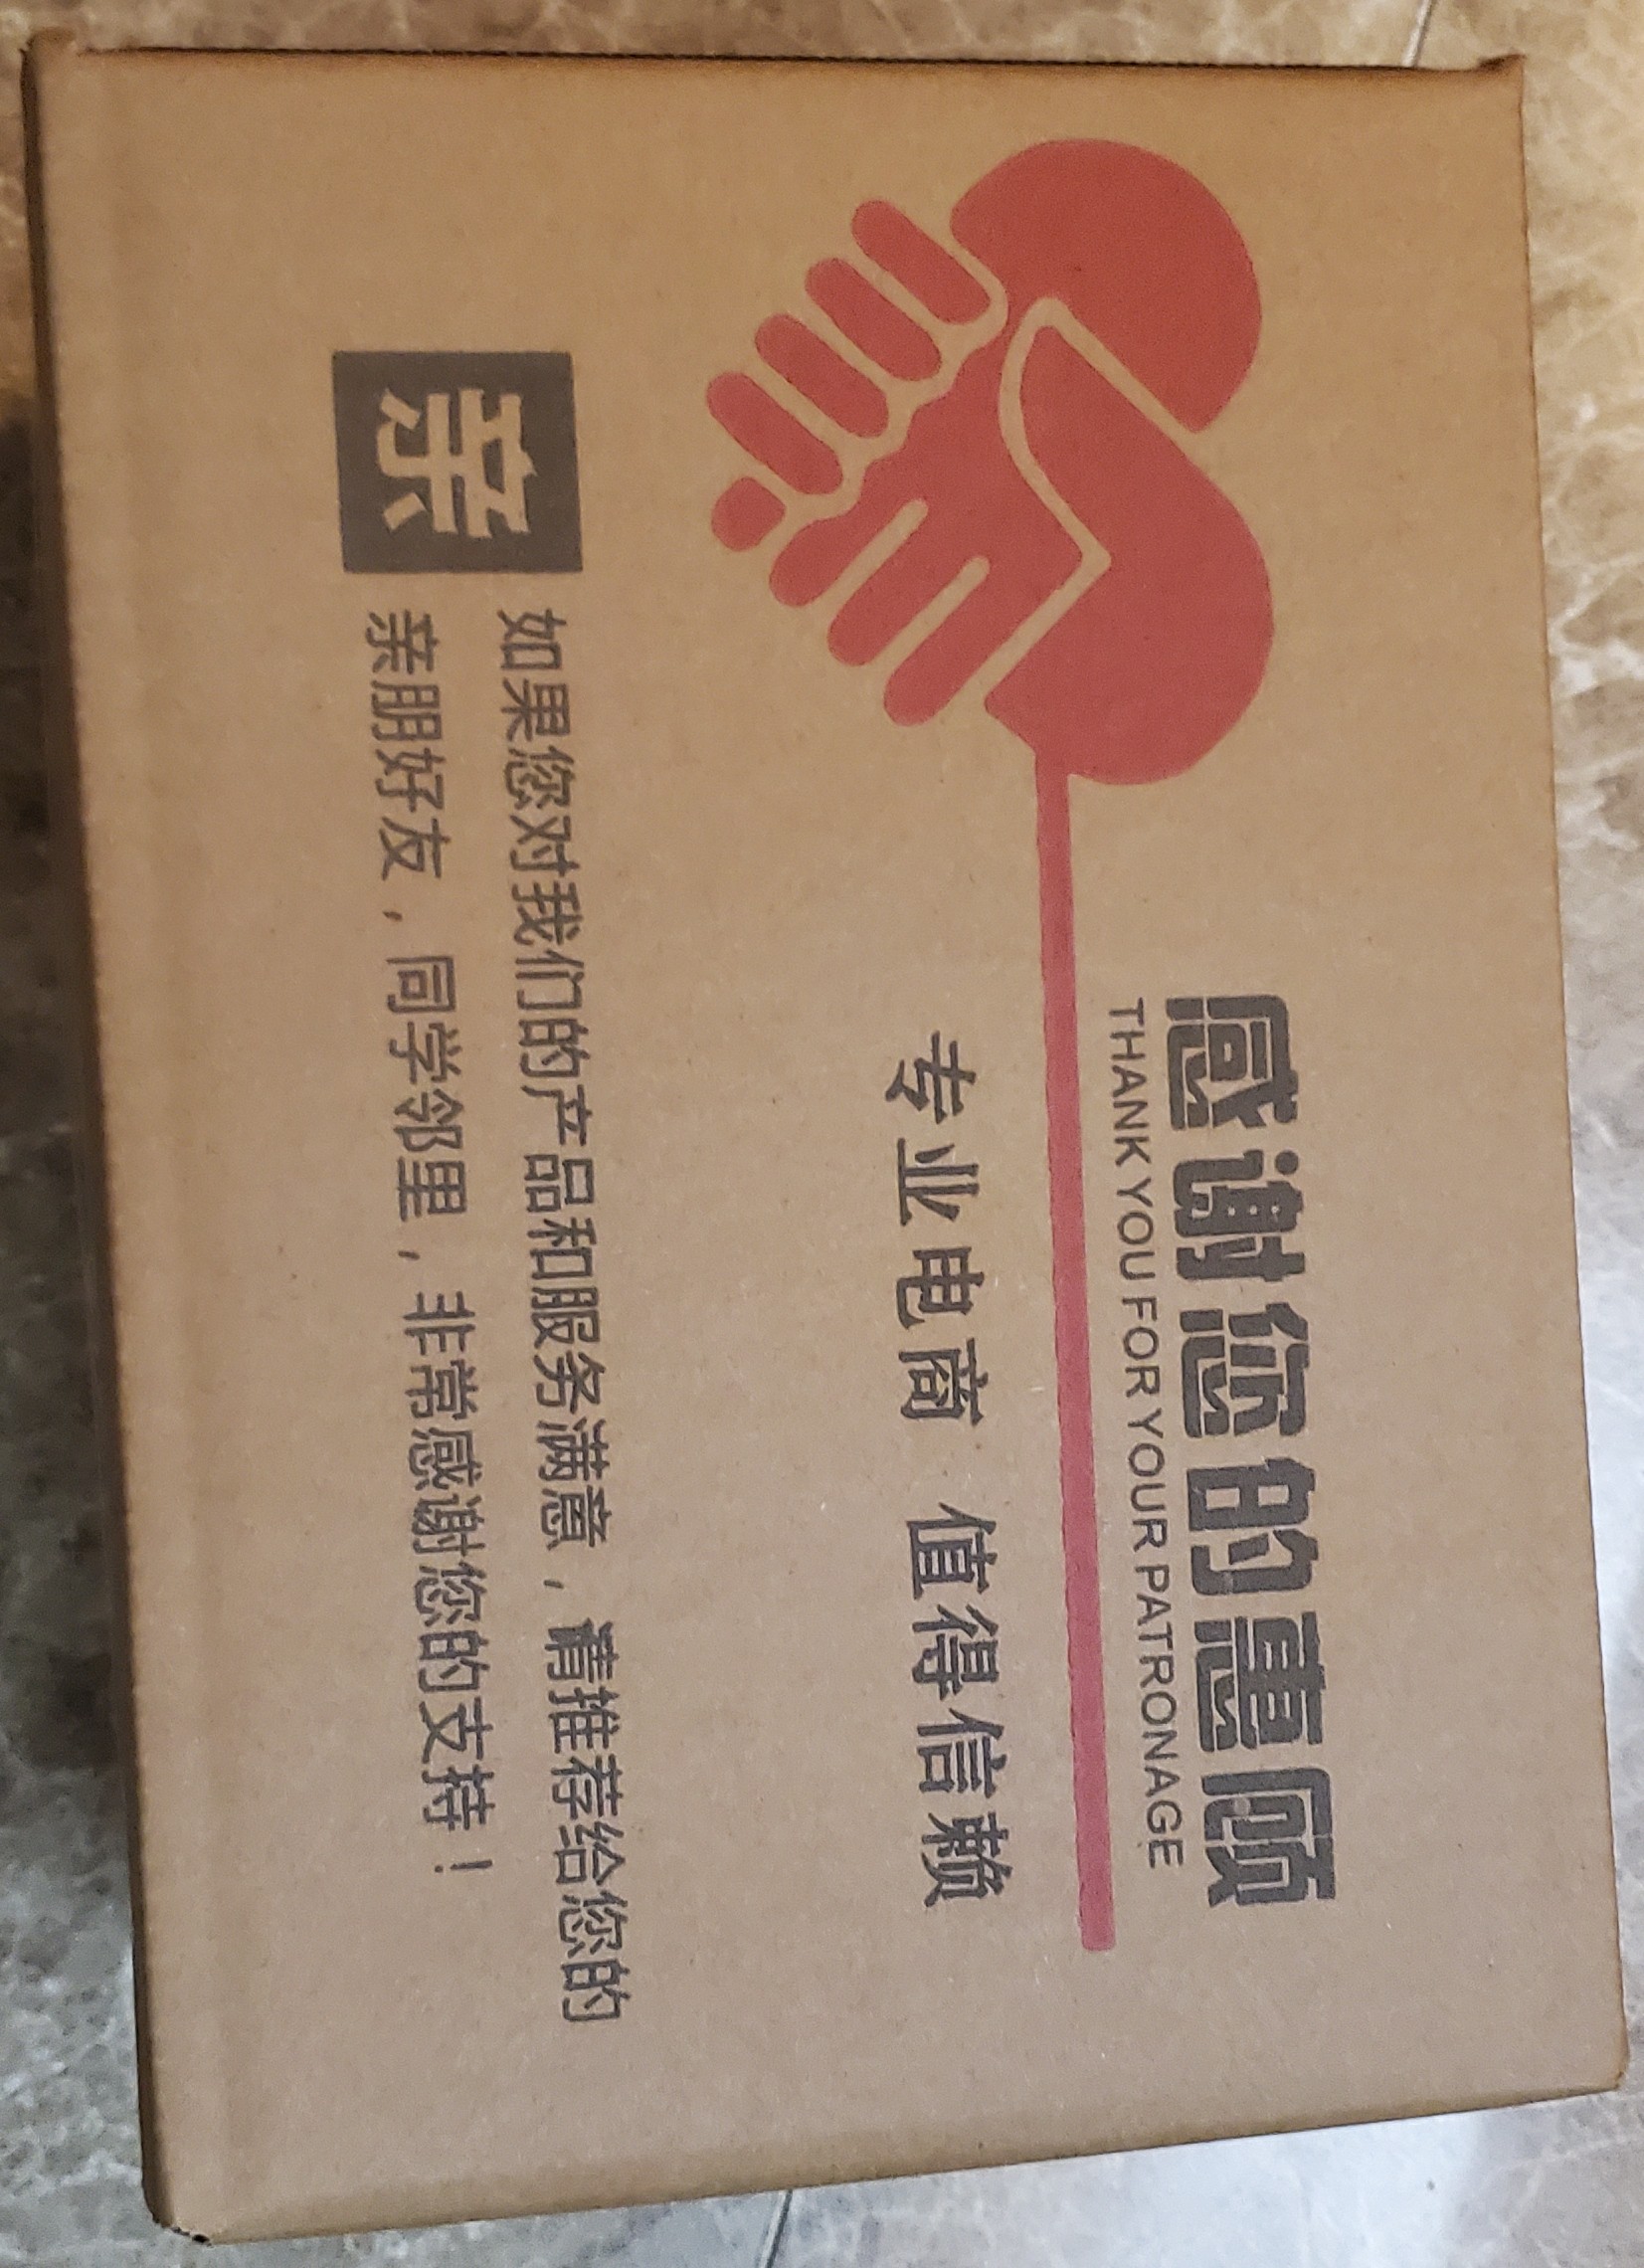 感谢您的惠顾
THANK YOU FOR YOUR PATRONAGE
专业电商 值得信赖
亲
如果您对我们的产品和服务满意，请推荐给您的
亲朋好友，同学邻里，非常感谢您的支持！